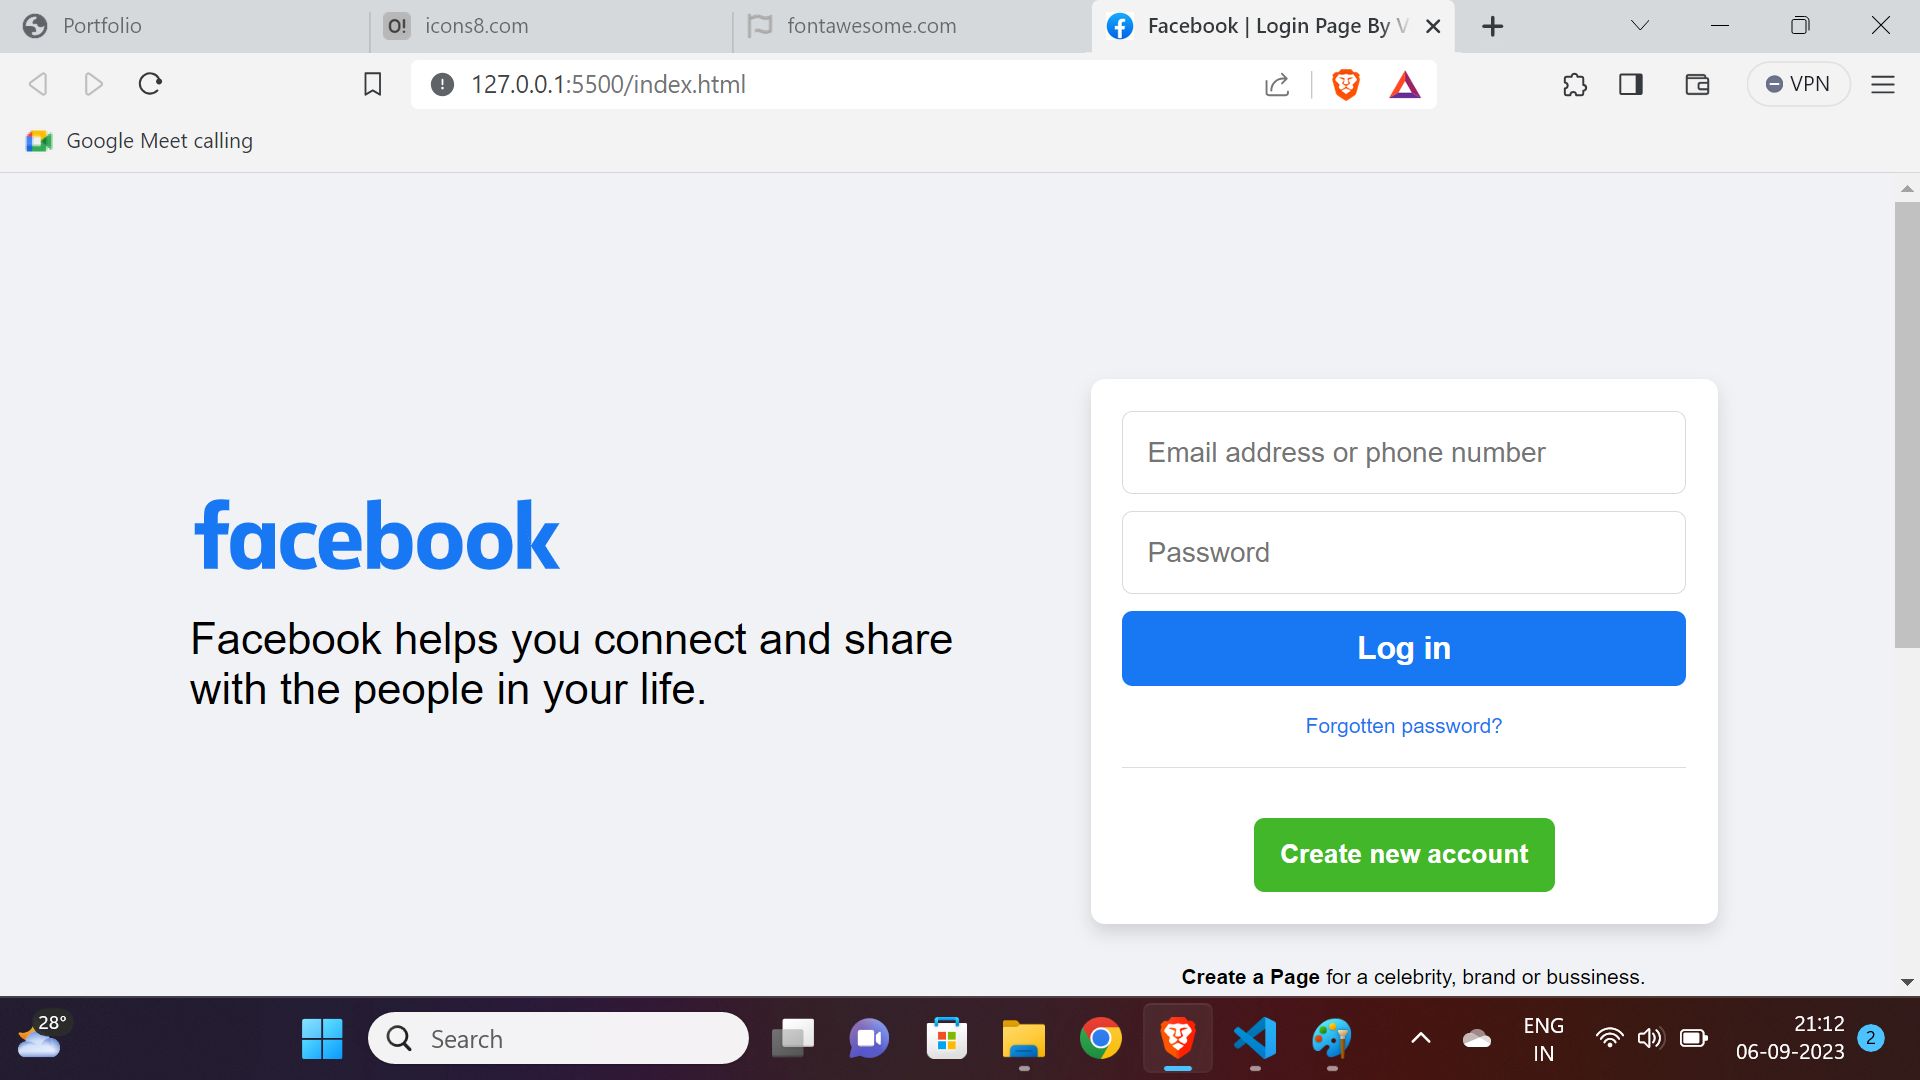 Portfolio
O! icons8.com
fontawesome.com
Facebook | Login Page By V
127.0.0.1:5500/index.html
VPN
Google Meet calling
Email address or phone number
Password
facebook
Facebook helps you connect and share
with the people in your life.
Log in
Forgotten password?
Create new account
Create a Page for a celebrity, brand or bussiness.
28°
Search
ENG
IN
21:12
06-09-2023
2